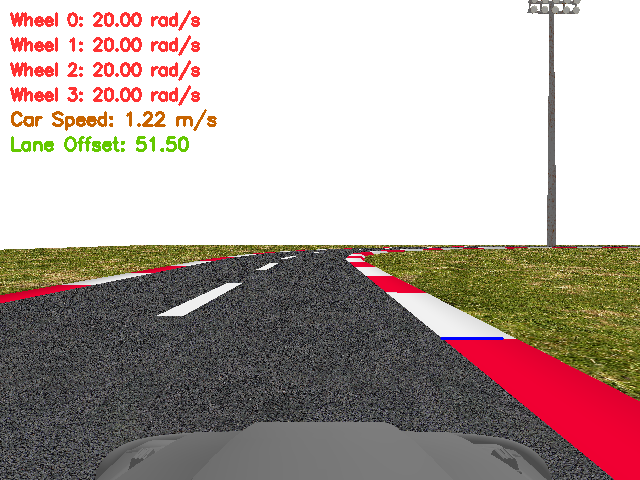 Wheel 0: 20.00 rad/s
Wheel 1: 20.00 rad/s
Wheel 2: 20.00 rad/s
Wheel 3: 20.00 rad/s
Car Speed: 1.22 m/s
Lane Offset: 51.50